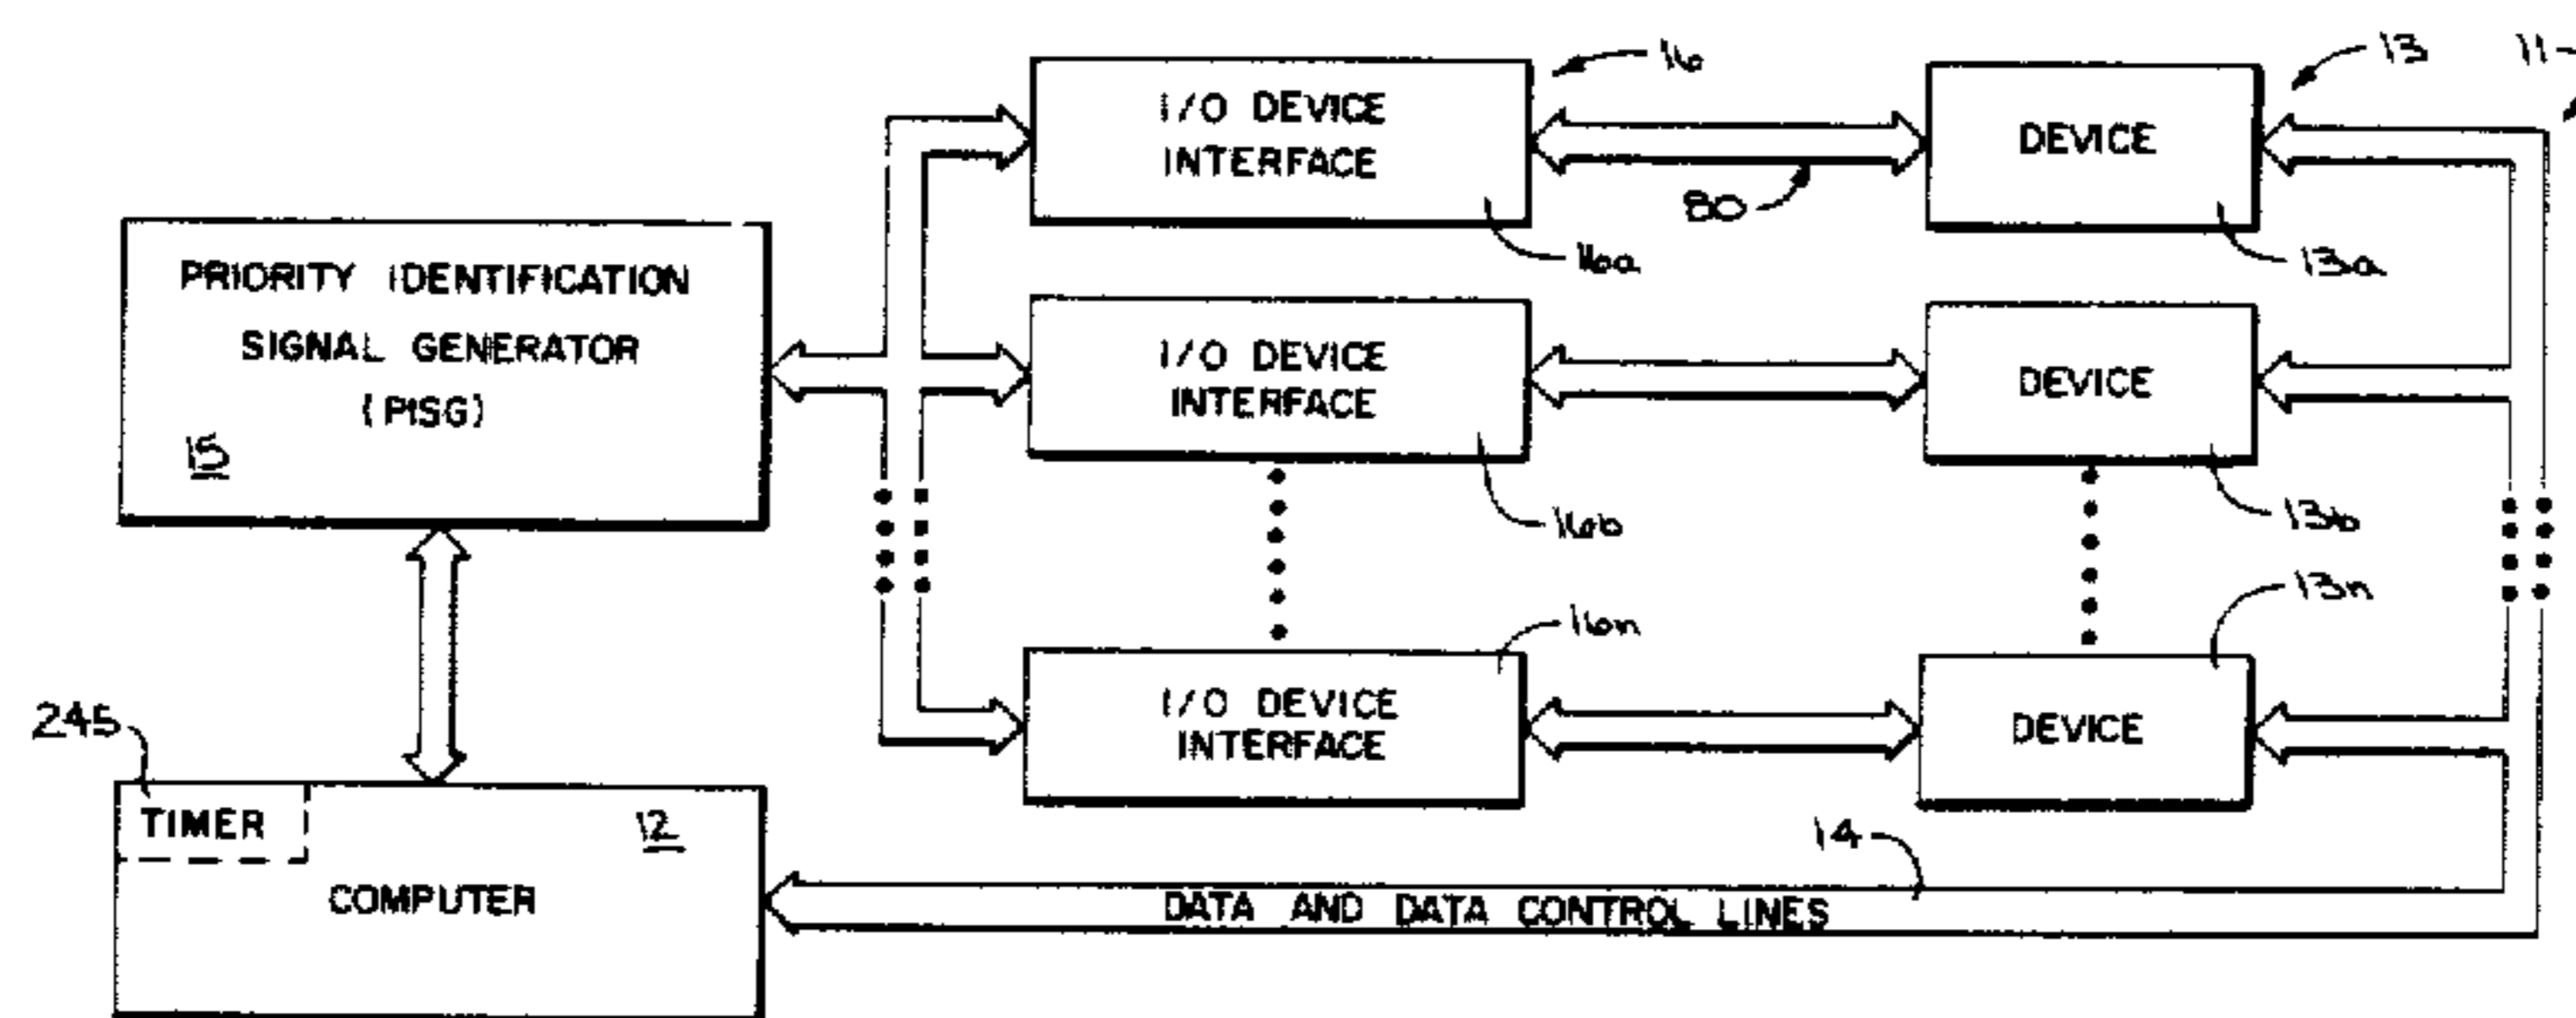 I/O DEVICE
INTERFACE
16
16a
80
DEVICE
13
13a
11
PRIORITY IDENTIFICATION
SIGNAL GENERATOR
(PISG)
15
I/O DEVICE
INTERFACE
16b
DEVICE
13b
I/O DEVICE
INTERFACE
16n
DEVICE
13n
245
TIMER
12
COMPUTER
14
DATA AND DATA CONTROL LINES